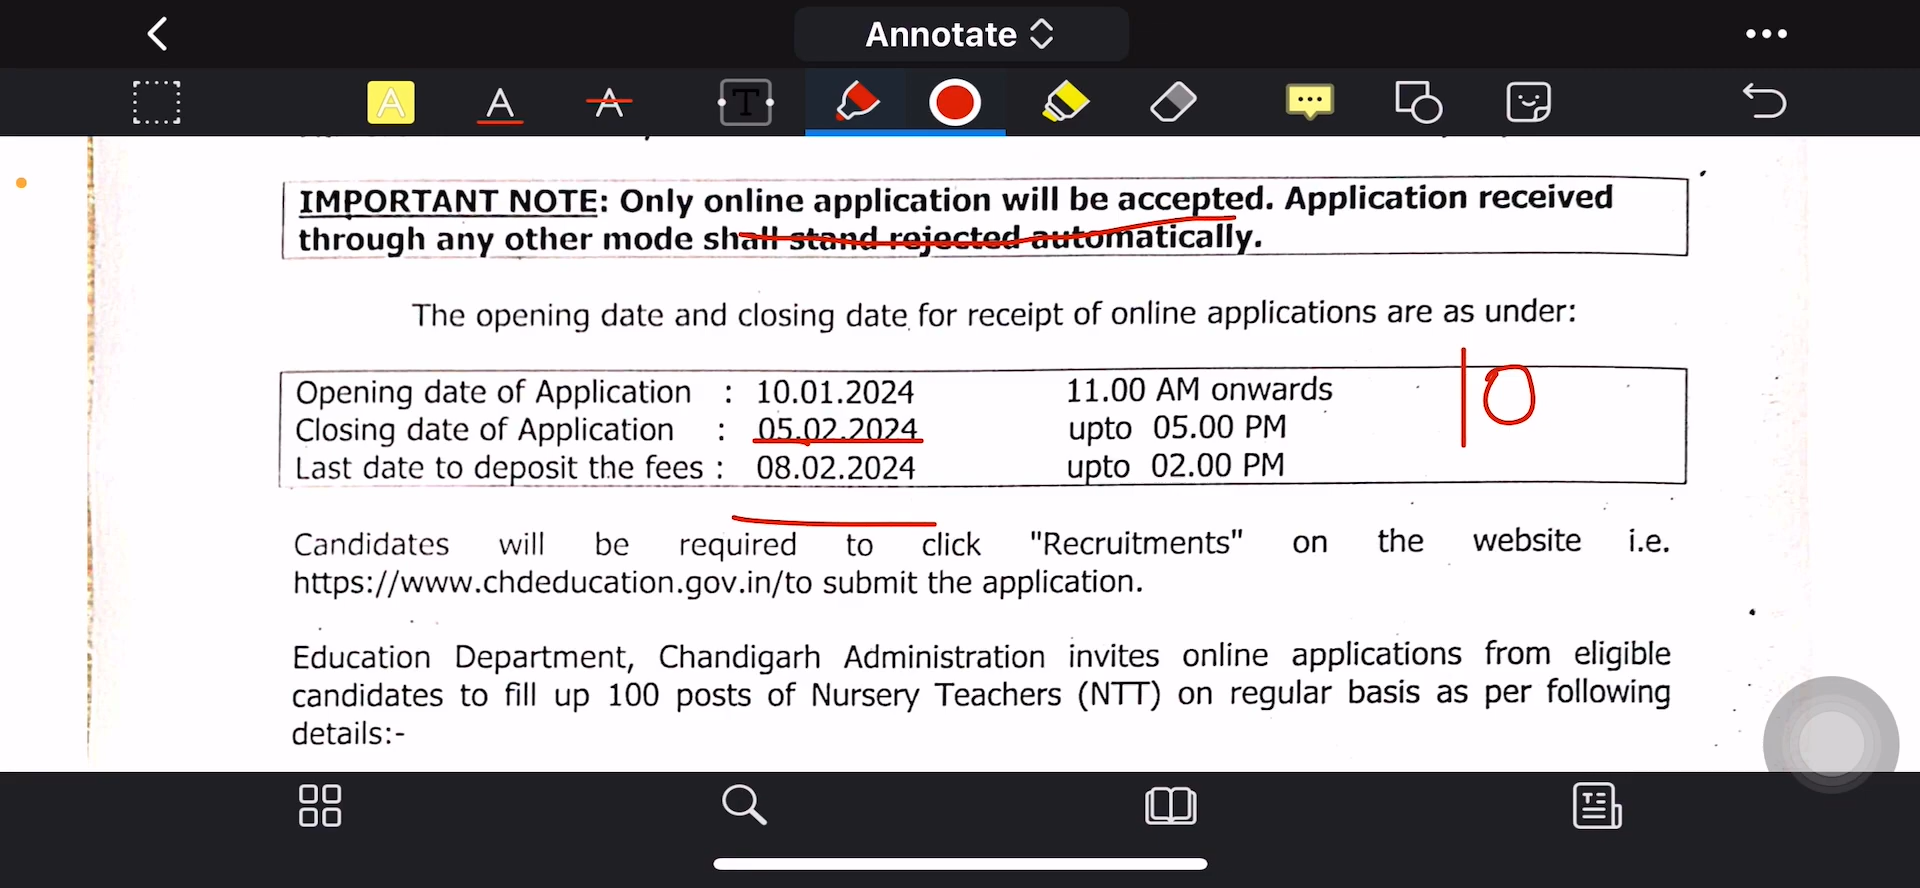 Annotate
IMPORTANT NOTE: Only online application will be accepted. Application received
through any other mode shall stand rejected automatically.
The opening date and closing date for receipt of online applications are as under:
Opening date of Application : 10.01.2024 11.00 AM onwards
Closing date of Application : 05.02.2024 upto 05.00 PM
Last date to deposit the fees : 08.02.2024 upto 02.00 PM
10
Candidates will be required to click "Recruitments" on the website i.e.
https://www.chdeducation.gov.in/to submit the application.
Education Department, Chandigarh Administration invites online applications from eligible
candidates to fill up 100 posts of Nursery Teachers (NTT) on regular basis as per following
details:-